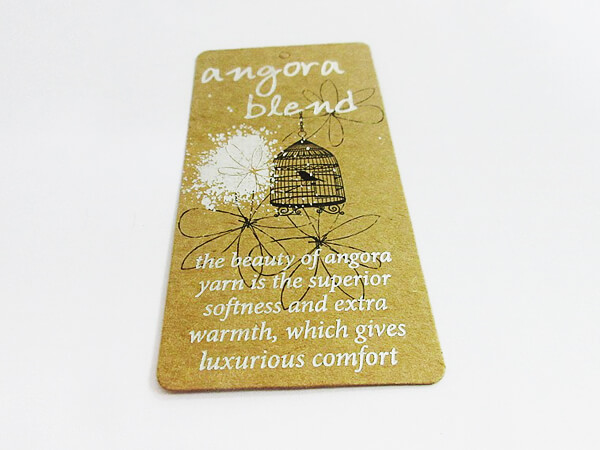 angora
blend
the beauty of angora
yarn is the superior
softness and extra
warmth, which gives
luxurious comfort